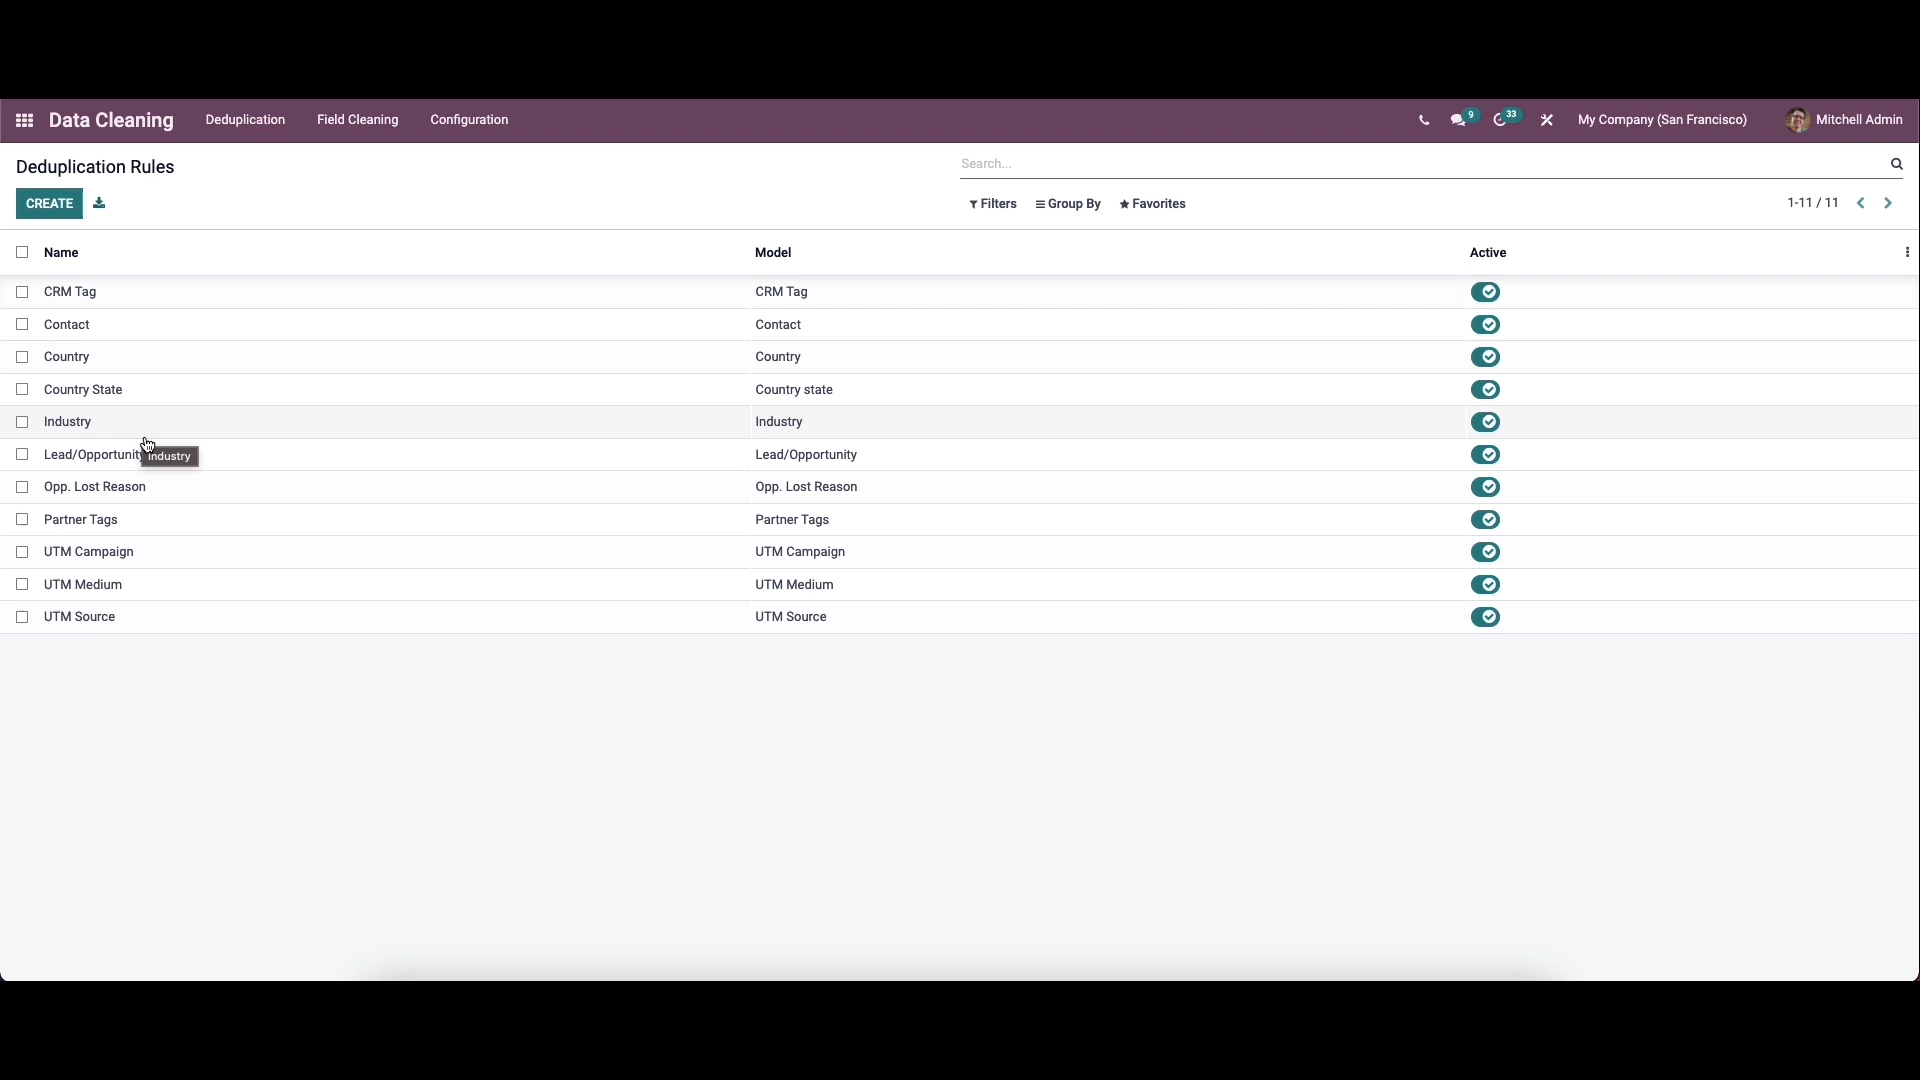 Data Cleaning Deduplication Field Cleaning Configuration 9 33 My Company (San Francisco) Mitchell Admin
Deduplication Rules Search...
CREATE Filters Group By Favorites 1-11 / 11
Name Model Active
CRM Tag CRM Tag
Contact Contact
Country Country
Country State Country state
Industry Industry
Lead/Opportunity Industry Lead/Opportunity
Opp. Lost Reason Opp. Lost Reason
Partner Tags Partner Tags
UTM Campaign UTM Campaign
UTM Medium UTM Medium
UTM Source UTM Source